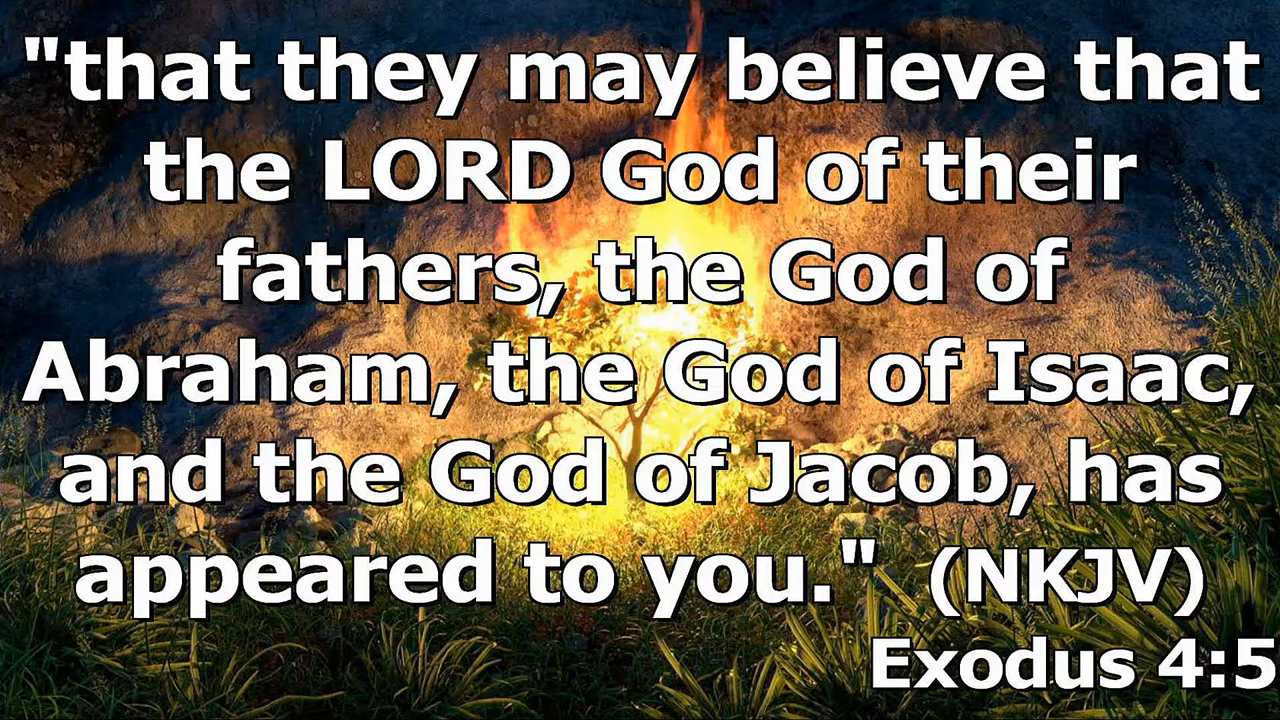 "that they may believe that
the LORD God of their
fathers, the God of
Abraham, the God of Isaac,
and the God of Jacob, has
appeared to you." (NKJV)
Exodus 4:5